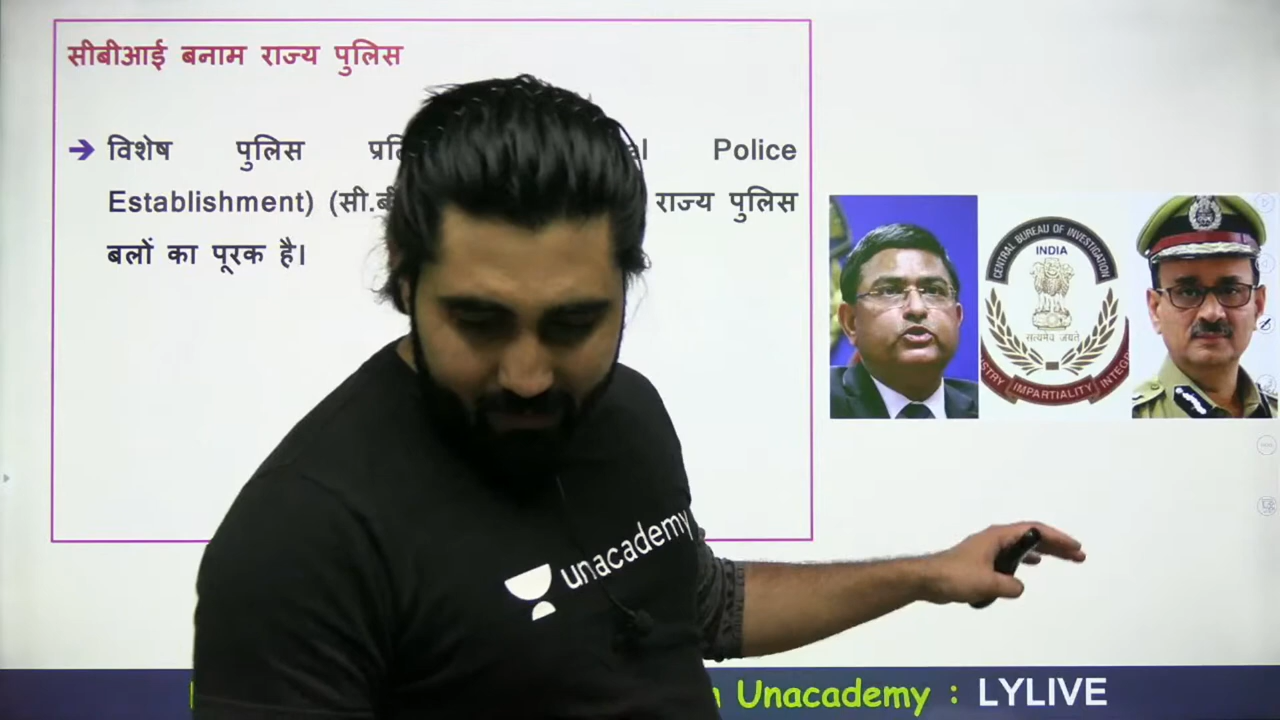 सीबीआई बनाम राज्य पुलिस
➔ विशेष पुलिस Police
Establishment) राज्य पुलिस
बलों का पूरक है।
CENTRAL BUREAU OF INVESTIGATION
INDIA
सत्यमेव जयते
IMPARTIALITY
unacademy
Unacademy : LYLIVE